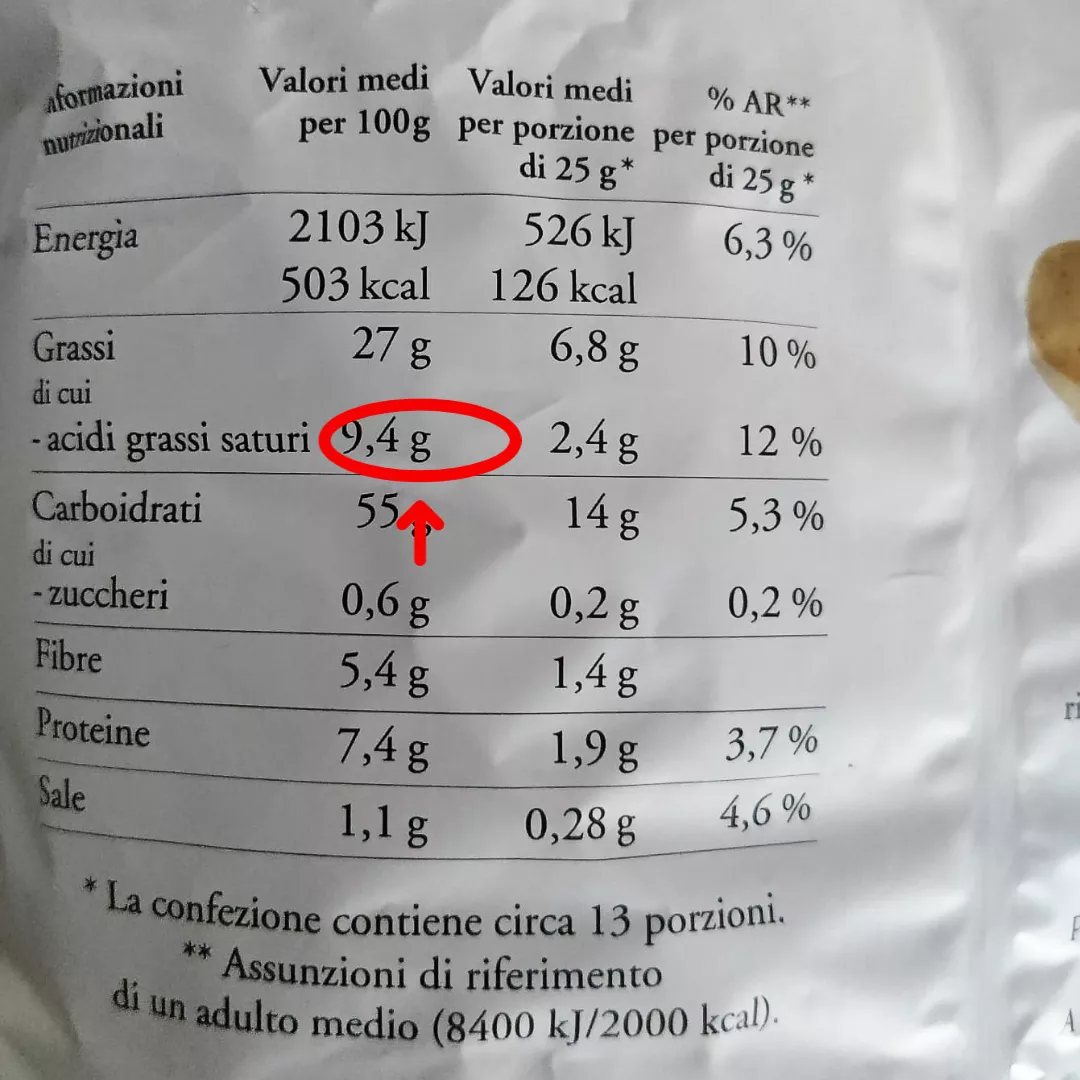 nformazioni nutrizionali Valori medi per 100g Valori medi per porzione di 25 g* % AR** per porzione di 25 g *
Energia 2103 kJ 526 kJ 6,3 %
503 kcal 126 kcal
Grassi 27 g 6,8 g 10 %
di cui
- acidi grassi saturi 9,4 g 2,4 g 12 %
Carboidrati 55 g 14 g 5,3 %
di cui
- zuccheri 0,6 g 0,2 g 0,2 %
Fibre 5,4 g 1,4 g
Proteine 7,4 g 1,9 g 3,7 %
Sale 1,1 g 0,28 g 4,6 %
* La confezione contiene circa 13 porzioni.
** Assunzioni di riferimento
di un adulto medio (8400 kJ/2000 kcal).